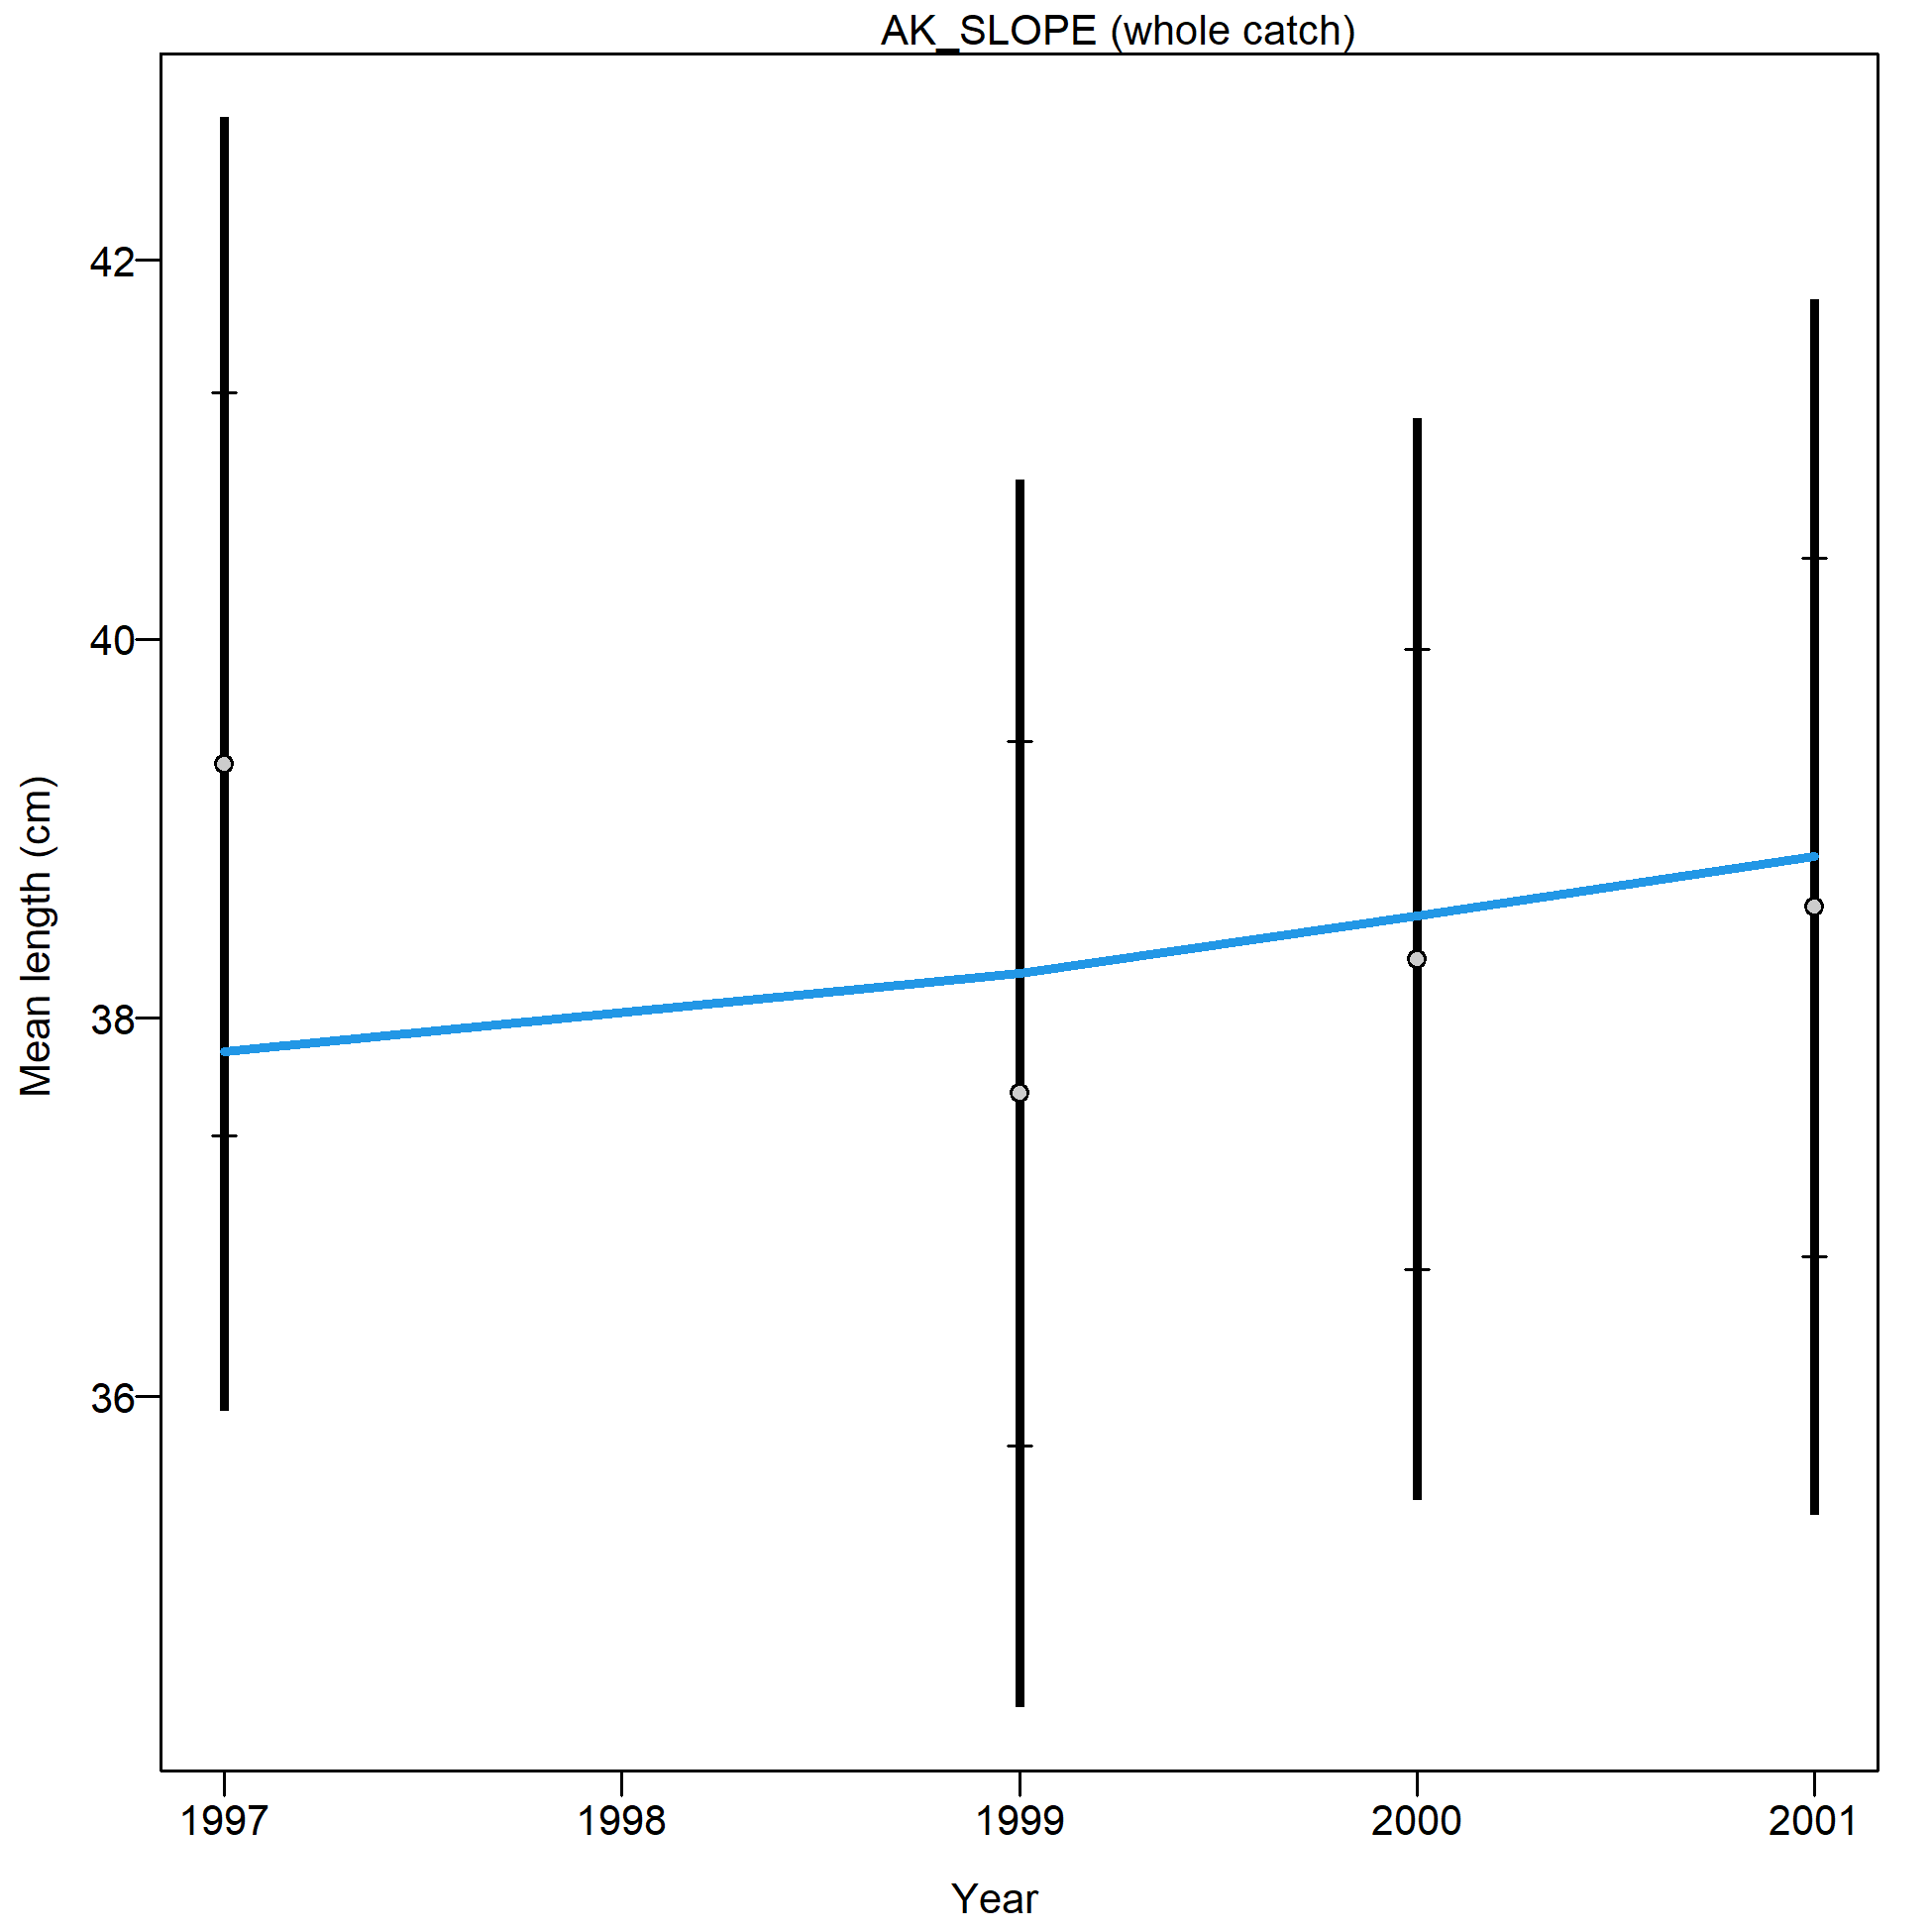 AK_SLOPE (whole catch)
42
40
38
36
Mean length (cm)
1997 1998 1999 2000 2001
Year